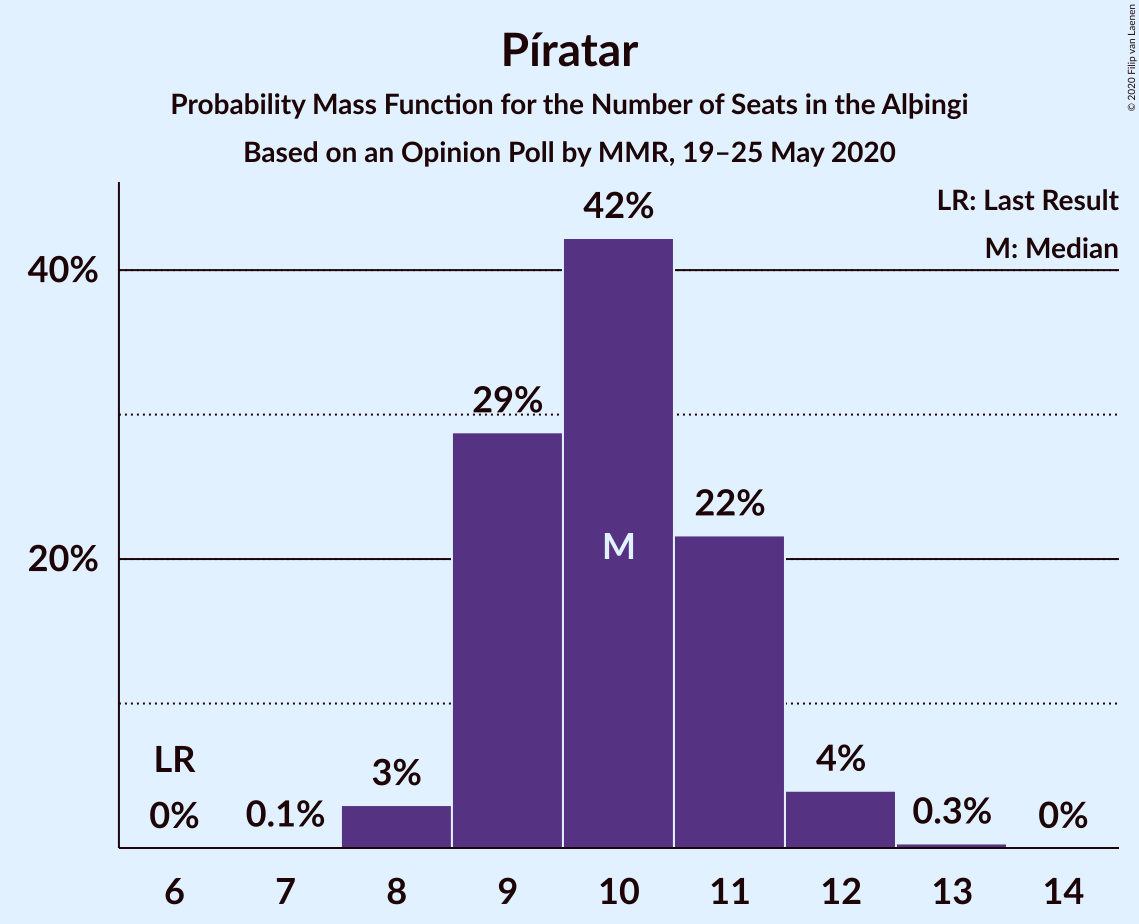 Píratar
Probability Mass Function for the Number of Seats in the Alþingi
Based on an Opinion Poll by MMR, 19–25 May 2020
© 2020 Filip van Laenen
LR: Last Result
M: Median
40%
20%
LR
0%
0.1%
3%
29%
42%
M
22%
4%
0.3%
0%
6 7 8 9 10 11 12 13 14